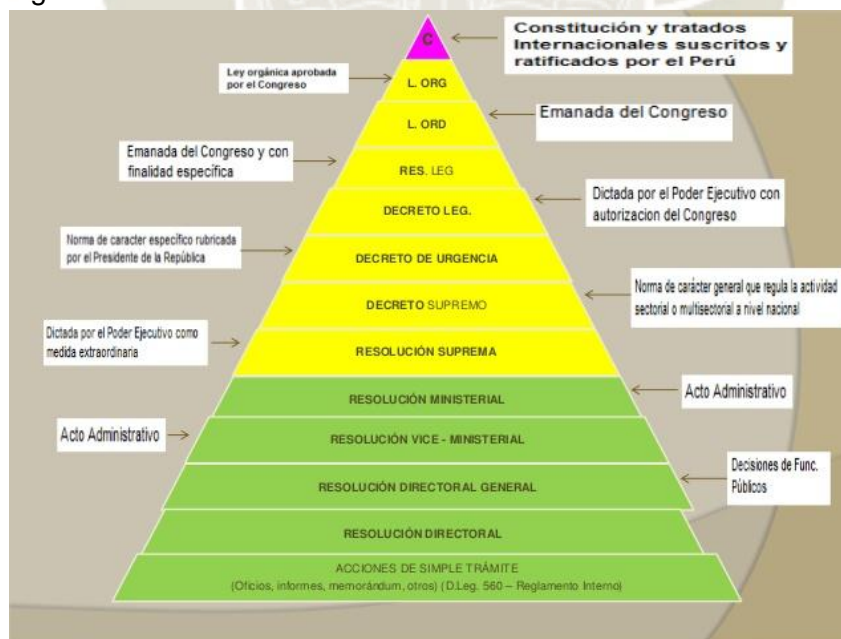 C
Constitución y tratados
Internacionales suscritos y
ratificados por el Perú
Ley orgánica aprobada
por el Congreso
L. ORG
L. ORD
Emanada del Congreso
Emanada del Congreso y con
finalidad específica
RES. LEG
DECRETO LEG.
Dictada por el Poder Ejecutivo con
autorizacion del Congreso
Norma de caracter específico rubricada
por el Presidente de la República
DECRETO DE URGENCIA
DECRETO SUPREMO
Norma de carácter general que regula la actividad
sectorial o multisectorial a nivel nacional
Dictada por el Poder Ejecutivo como
medida extraordinaria
RESOLUCIÓN SUPREMA
RESOLUCIÓN MINISTERIAL
Acto Administrativo
Acto Administrativo
RESOLUCIÓN VICE - MINISTERIAL
RESOLUCIÓN DIRECTORAL GENERAL
Decisiones de Func.
Públicos
RESOLUCIÓN DIRECTORAL
ACCIONES DE SIMPLE TRÁMITE
(Oficios, informes, memorándum, otros) (D.Leg. 560 – Reglamento Interno)